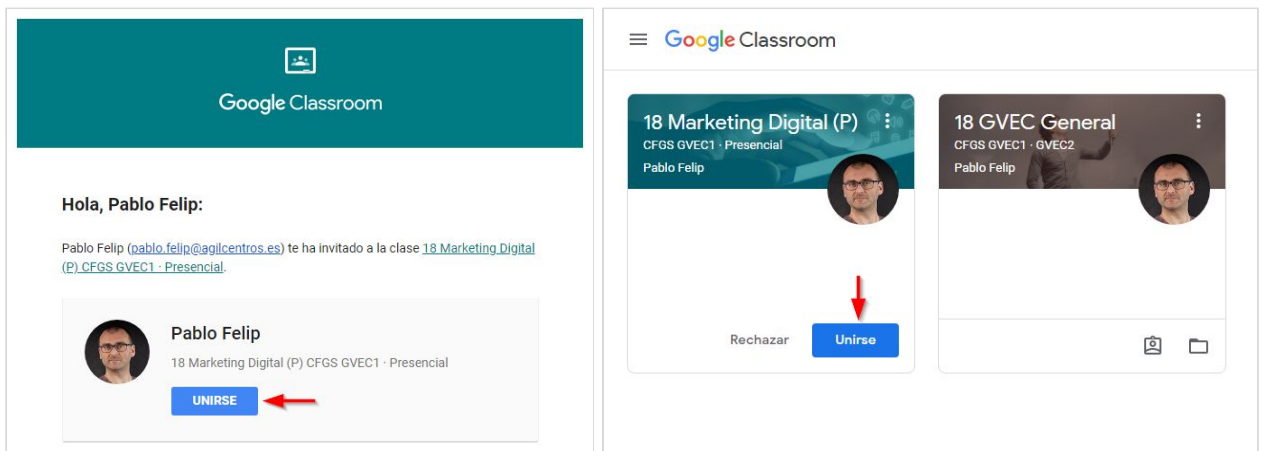 Google Classroom
Hola, Pablo Felip:
Pablo Felip (pablo.felip@agilcentros.es) te ha invitado a la clase 18 Marketing Digital
(P) CFGS GVEC1 · Presencial.
Pablo Felip
18 Marketing Digital (P) CFGS GVEC1 · Presencial
UNIRSE
Google Classroom
18 Marketing Digital (P)
CFGS GVEC1 · Presencial
Pablo Felip
Rechazar
Unirse
18 GVEC General
CFGS GVEC1 · GVEC2
Pablo Felip